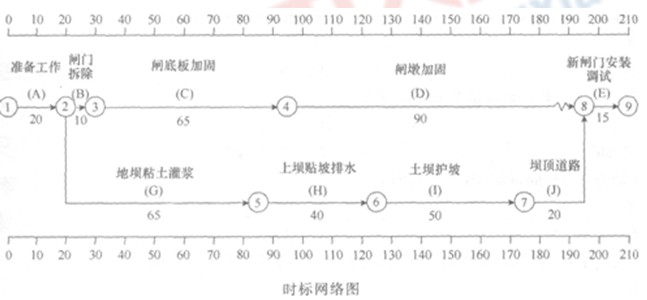 0 10 20 30 40 50 60 70 80 90 100 110 120 130 140 150 160 170 180 190 200 210
准备工作 闸门拆除 闸底板加固 闸墩加固 新闸门安装调试
(A) (B) (C) (D) (E)
1 2 3 4 8 9
20 10 65 90 15
地坝粘土灌浆 上坝贴坡排水 土坝护坡 坝顶道路
(G) (H) (I) (J)
5 6 7
65 40 50 20
0 10 20 30 40 50 60 70 80 90 100 110 120 130 140 150 160 170 180 190 200 210
时标网络图